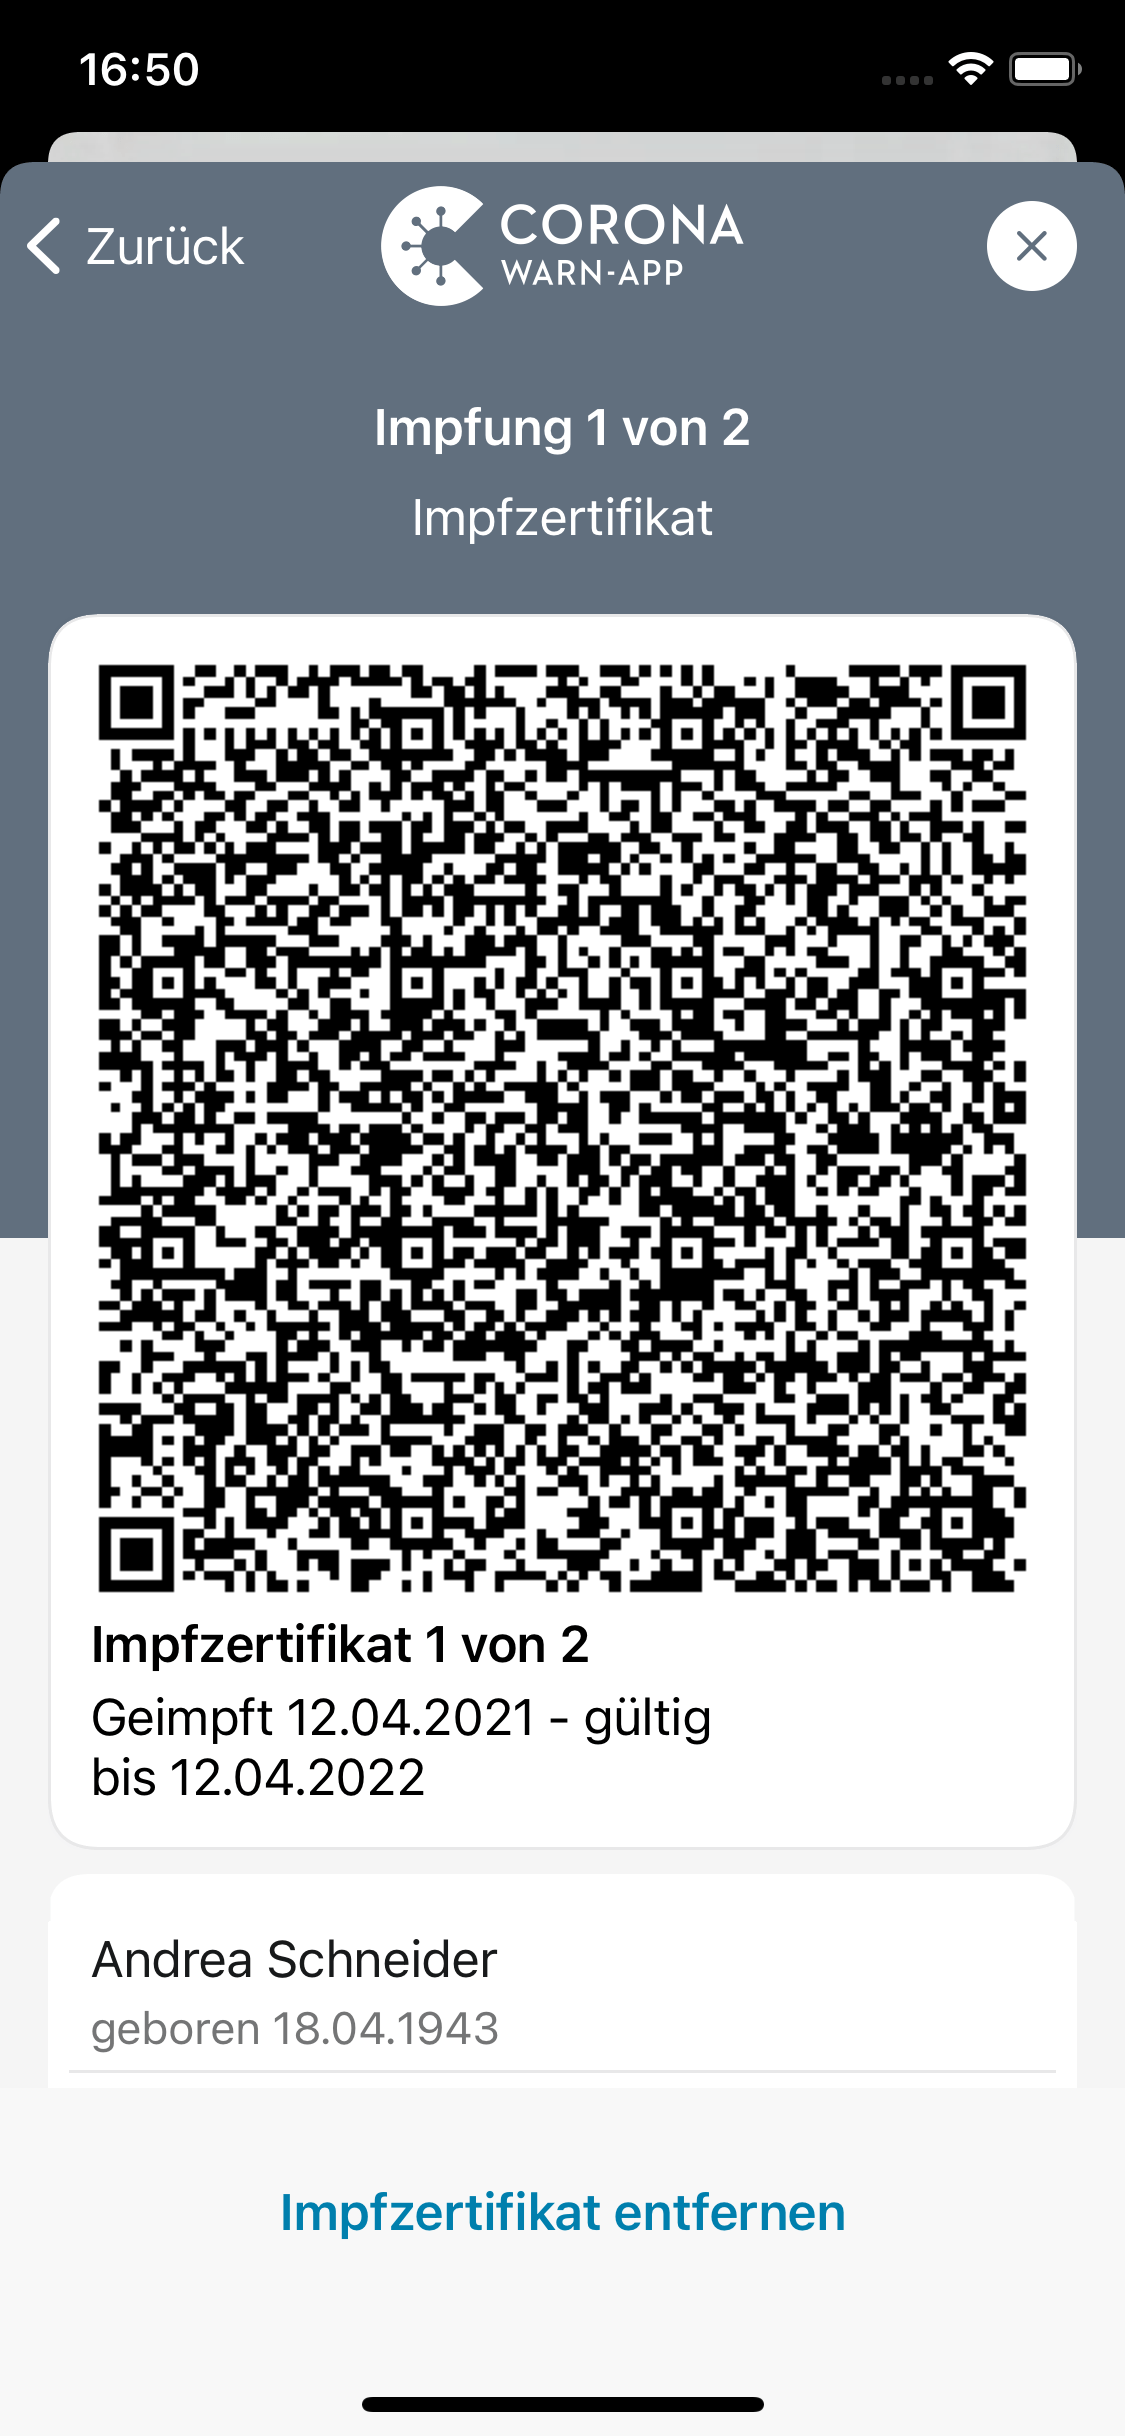 16:50
Zurück
CORONA
WARN-APP
Impfung 1 von 2
Impfzertifikat
Impfzertifikat 1 von 2
Geimpft 12.04.2021 - gültig
bis 12.04.2022
Andrea Schneider
geboren 18.04.1943
Impfzertifikat entfernen